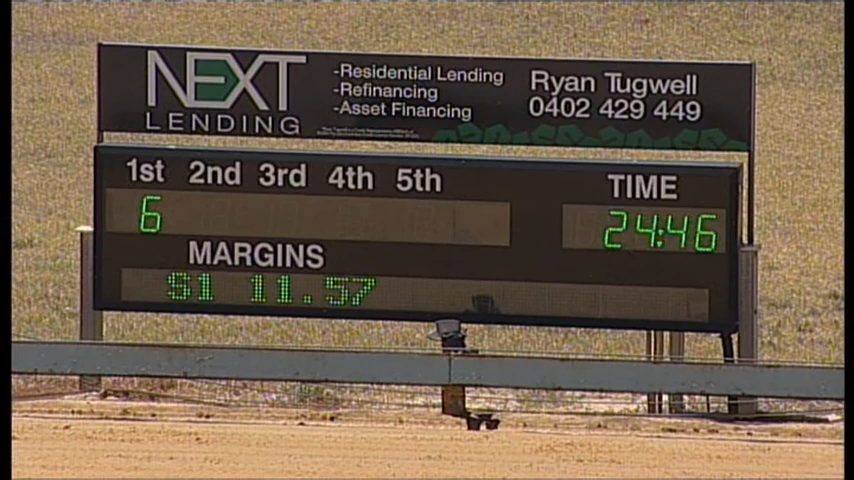 NEXT
LENDING
-Residential Lending
-Refinancing
-Asset Financing
Ryan Tugwell
0402 429 449
1st 2nd 3rd 4th 5th
TIME
6
24:46
MARGINS
S1 11.57